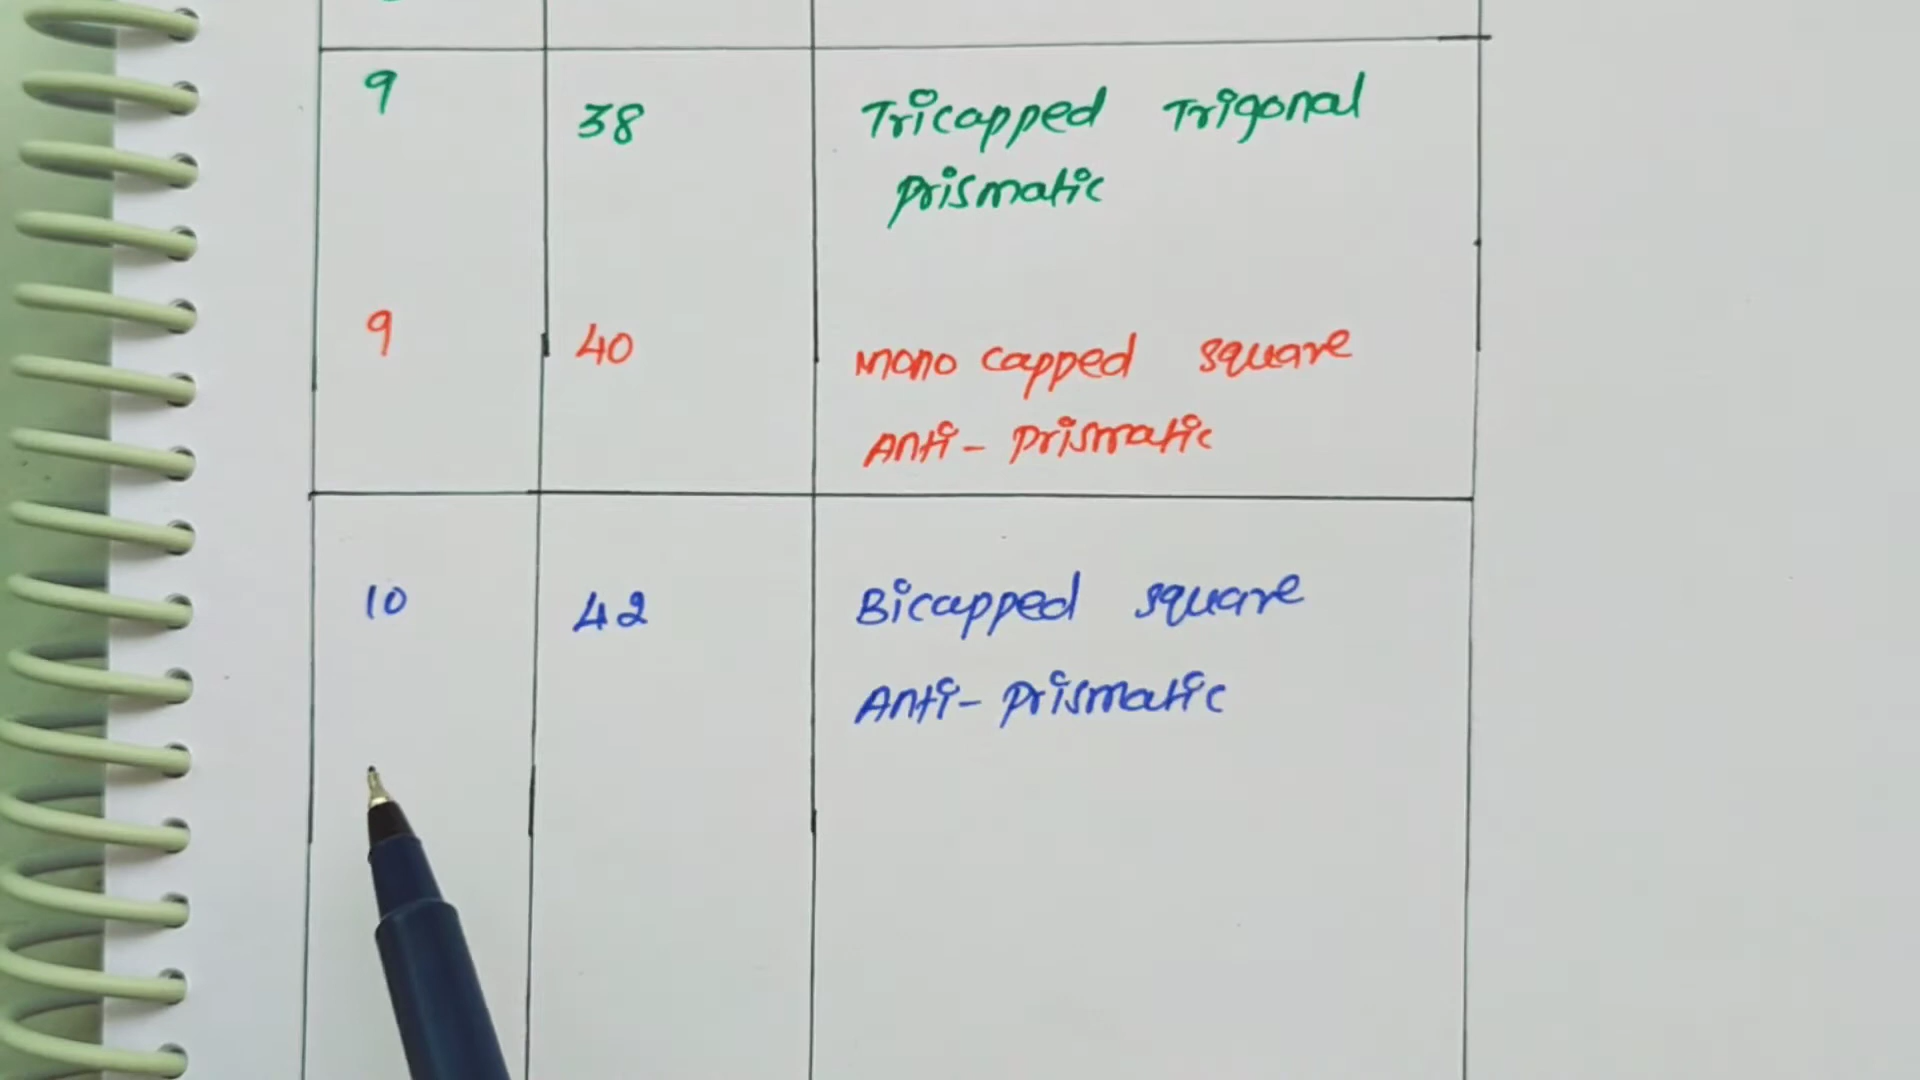 9 38 Tricapped Trigonal
prismatic
9 40 Mono capped square
Anti-prismatic
10 42 Bicapped square
Anti-prismatic